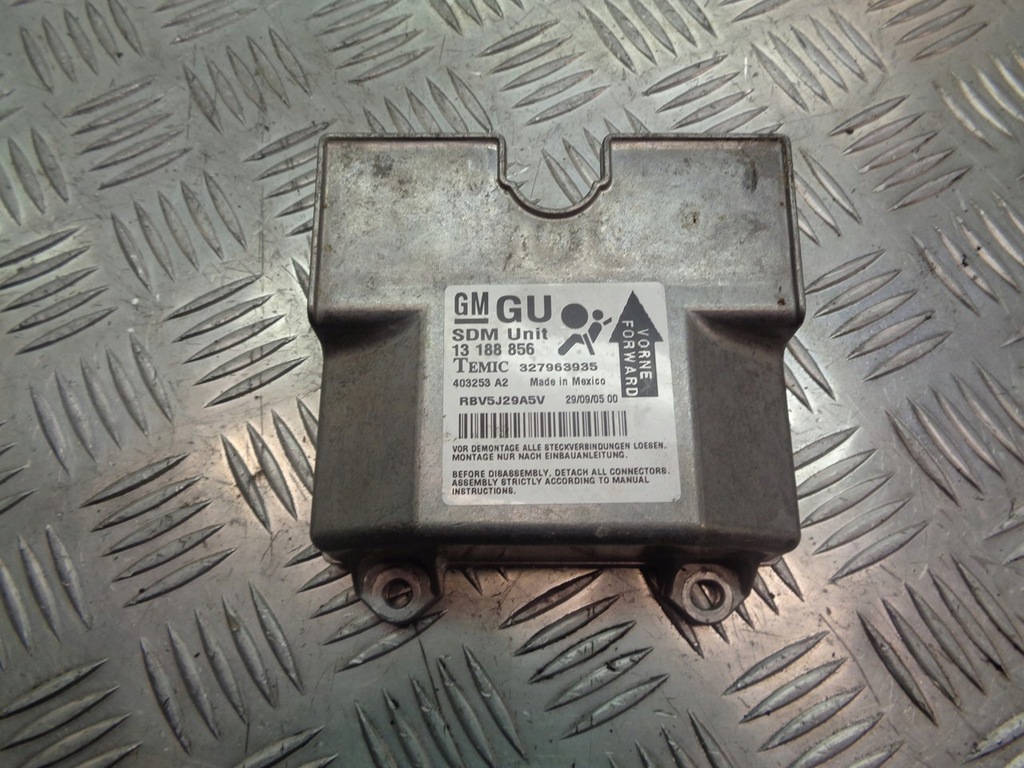 GM GU
SDM Unit
13 188 856
TEMIC 327963935
403253 A2 Made in Mexico
RBV5J29A5V 29/09/05 00
VORNE
FORWARD
VOR DEMONTAGE ALLE STECKVERBINDUNGEN LOESEN.
MONTAGE NUR NACH EINBAUANLEITUNG.
BEFORE DISASSEMBLY, DETACH ALL CONNECTORS.
ASSEMBLY STRICTLY ACCORDING TO MANUAL
INSTRUCTIONS.